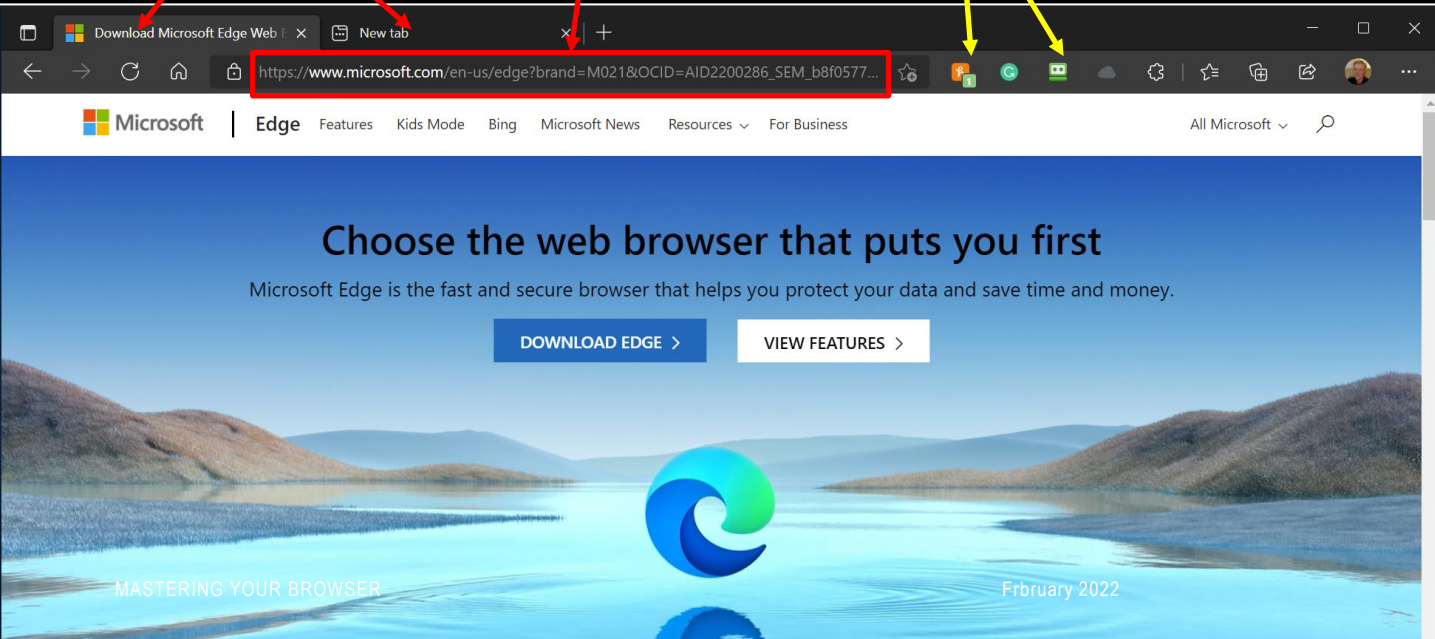 Download Microsoft Edge Web E
New tab
https://www.microsoft.com/en-us/edge?brand=M021&OCID=AID2200286_SEM_b8f0577...
1
Microsoft Edge Features Kids Mode Bing Microsoft News Resources For Business All Microsoft
Choose the web browser that puts you first
Microsoft Edge is the fast and secure browser that helps you protect your data and save time and money.
DOWNLOAD EDGE > VIEW FEATURES >
MASTERING YOUR BROWSER Frbruary 2022